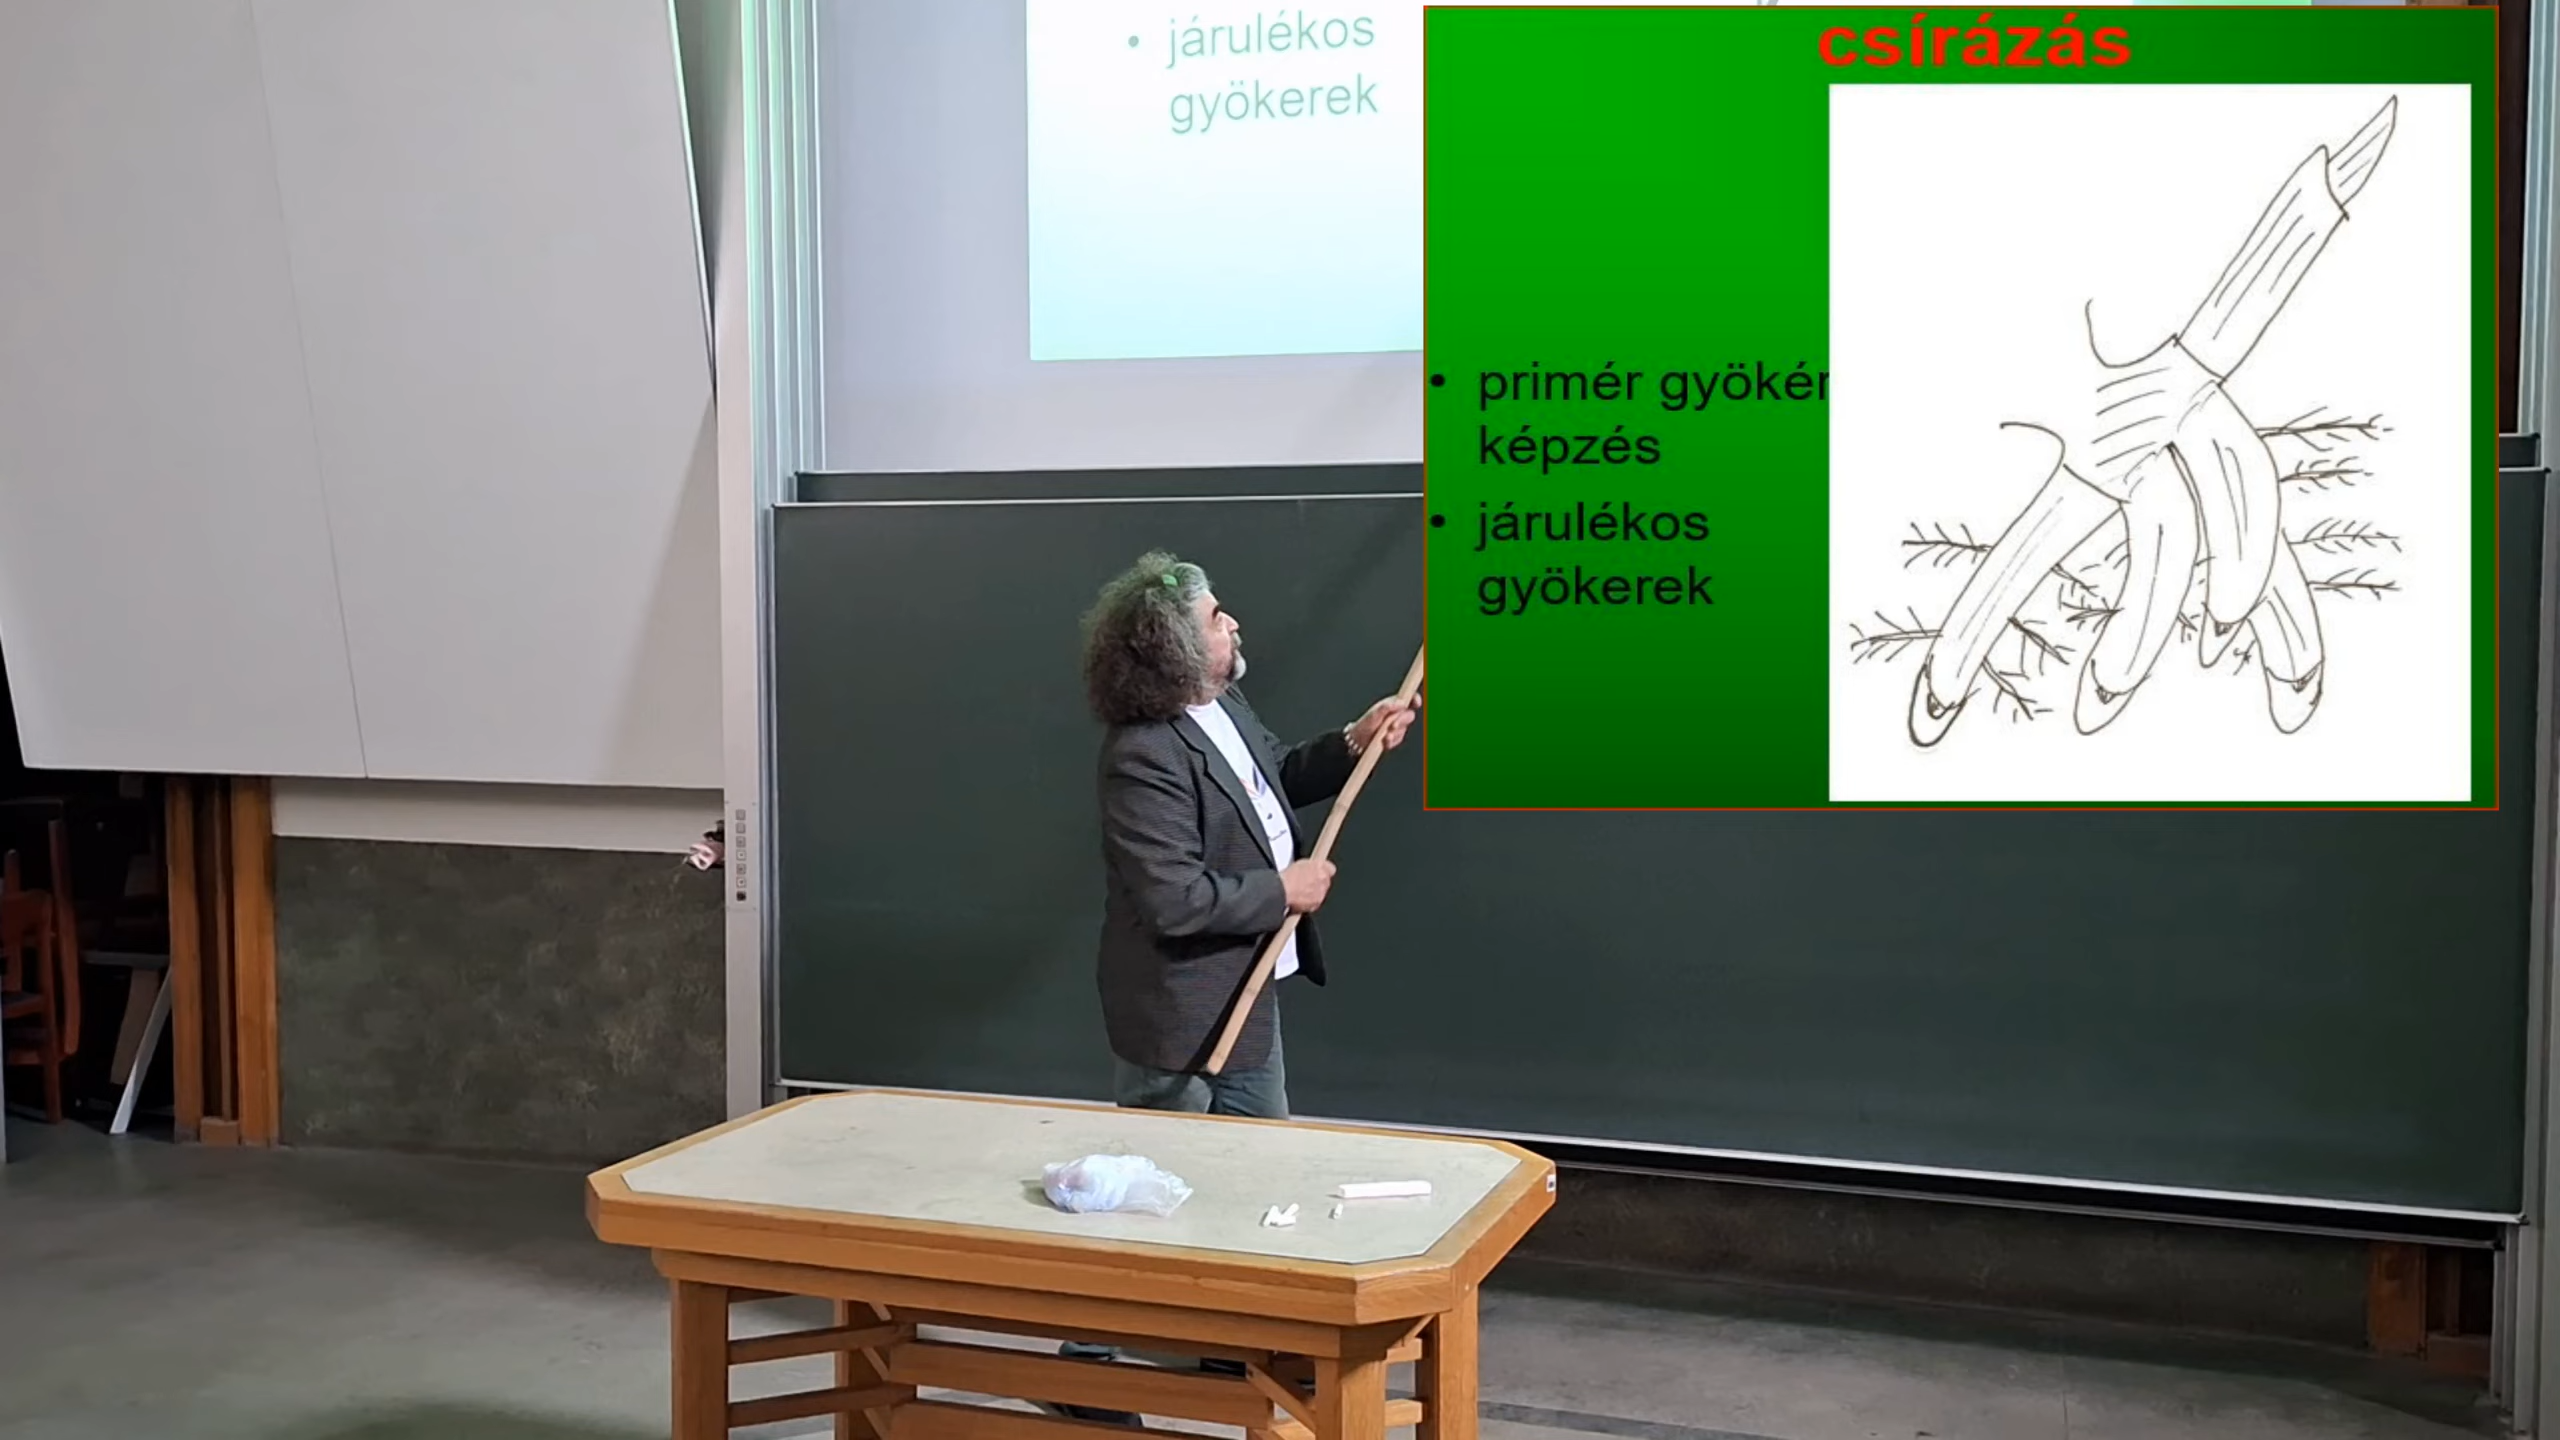 • járulékos
gyökerek
csírázás
• primér gyökér
képzés
• járulékos
gyökerek